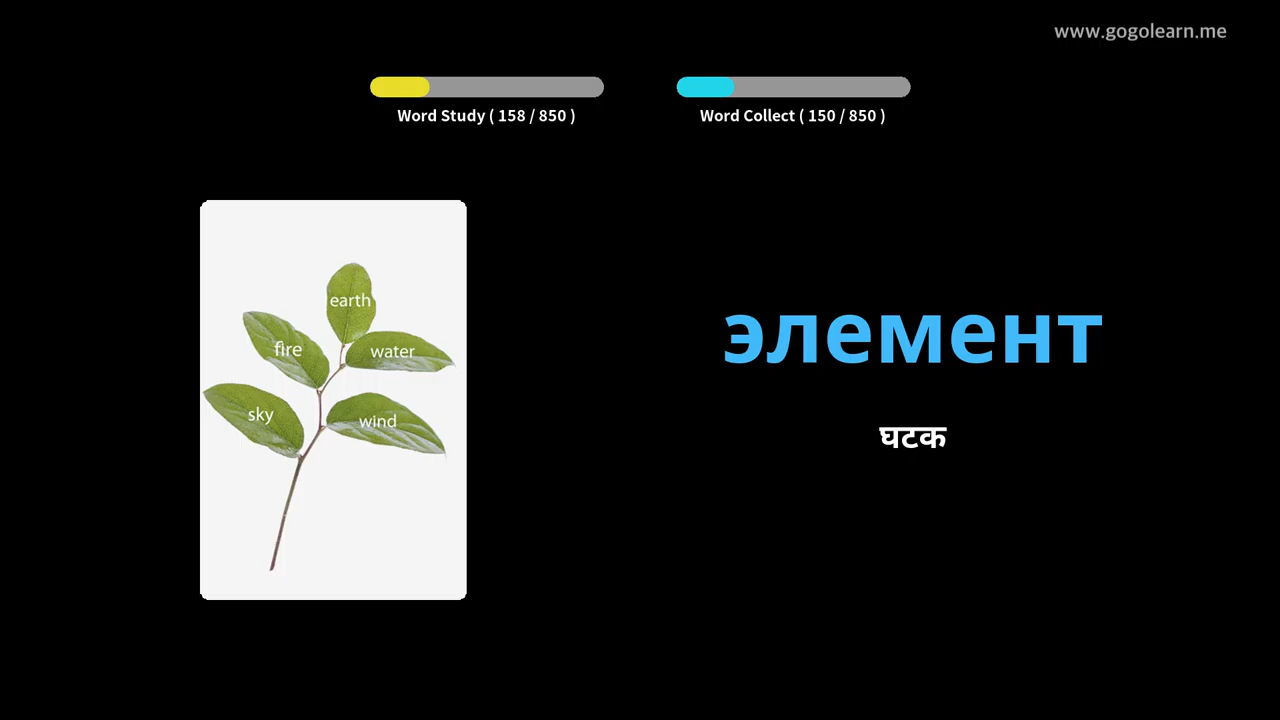 www.gogolearn.me
Word Study ( 158 / 850 )
Word Collect ( 150 / 850 )
earth
fire
water
sky
wind
элемент
घटक